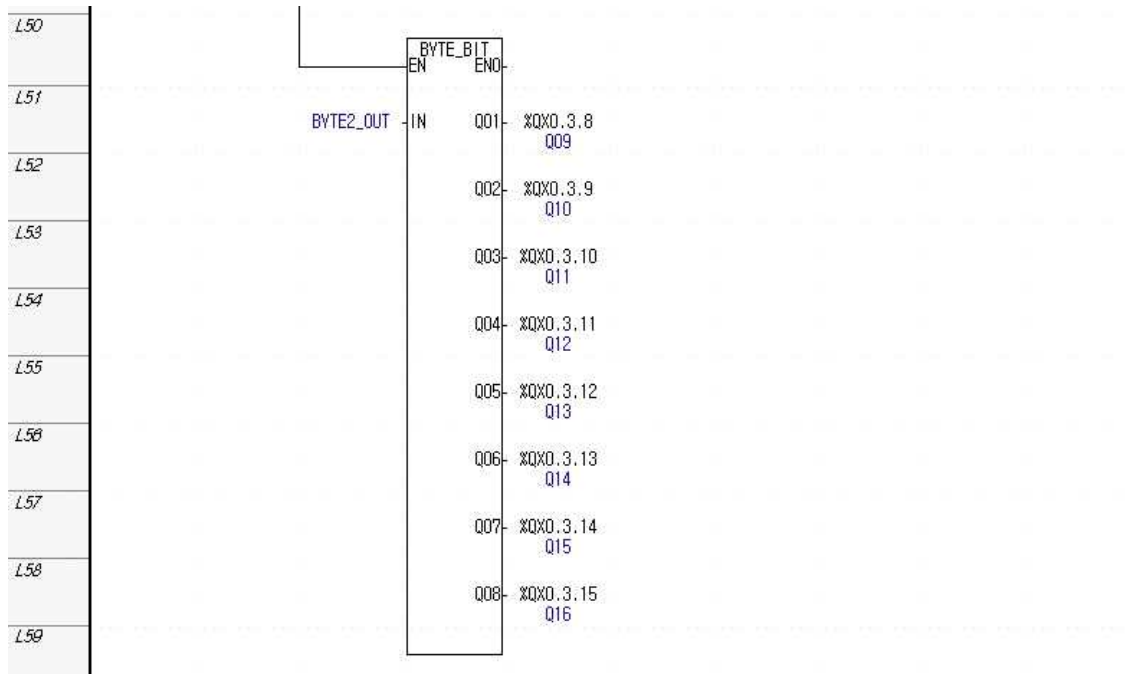 L50
BYTE_BIT
EN ENO
L51
BYTE2_OUT IN Q01 %QX0.3.8
Q09
L52
Q02 %QX0.3.9
Q10
L53
Q03 %QX0.3.10
Q11
L54
Q04 %QX0.3.11
Q12
L55
Q05 %QX0.3.12
Q13
L56
Q06 %QX0.3.13
Q14
L57
Q07 %QX0.3.14
Q15
L58
Q08 %QX0.3.15
Q16
L59